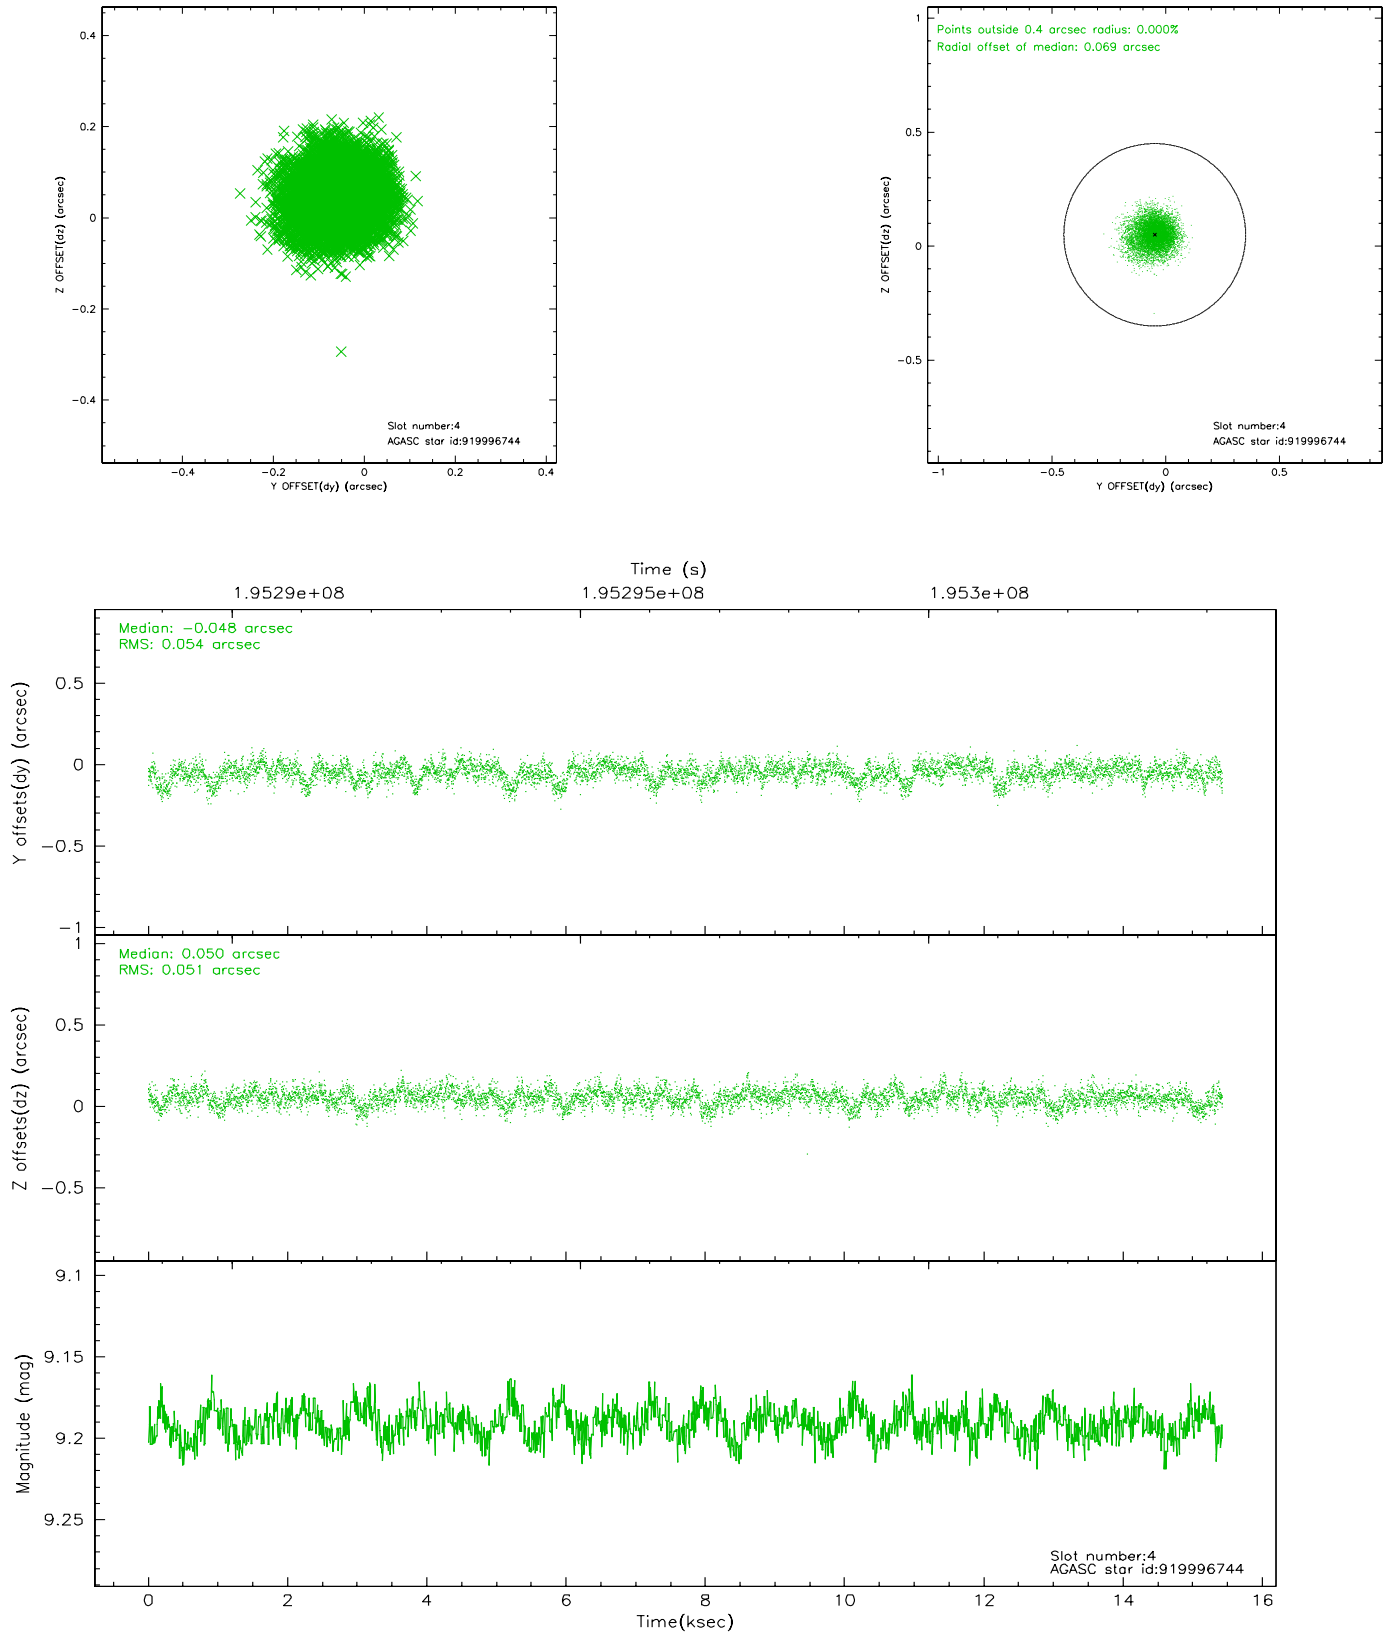 0.4
0.2
0
−0.2
−0.4
Z OFFSET(dz) (arcsec)
Slot number:4
AGASC star id:919996744
−0.4 −0.2 0 0.2 0.4
Y OFFSET(dy) (arcsec)
Points outside 0.4 arcsec radius: 0.000%
Radial offset of median: 0.069 arcsec
1
0.5
0
−0.5
Z OFFSET(dz) (arcsec)
Slot number:4
AGASC star id:919996744
−1 −0.5 0 0.5
Y OFFSET(dy) (arcsec)
Time (s)
1.9529e+08 1.95295e+08 1.953e+08
Median: −0.048 arcsec
RMS: 0.054 arcsec
0.5
0
−0.5
−1
Y offsets(dy) (arcsec)
Median: 0.050 arcsec
RMS: 0.051 arcsec
1
0.5
0
−0.5
Z offsets(dz) (arcsec)
9.1
9.15
9.2
9.25
Magnitude (mag)
Slot number:4
AGASC star id:919996744
0 2 4 6 8 10 12 14 16
Time(ksec)